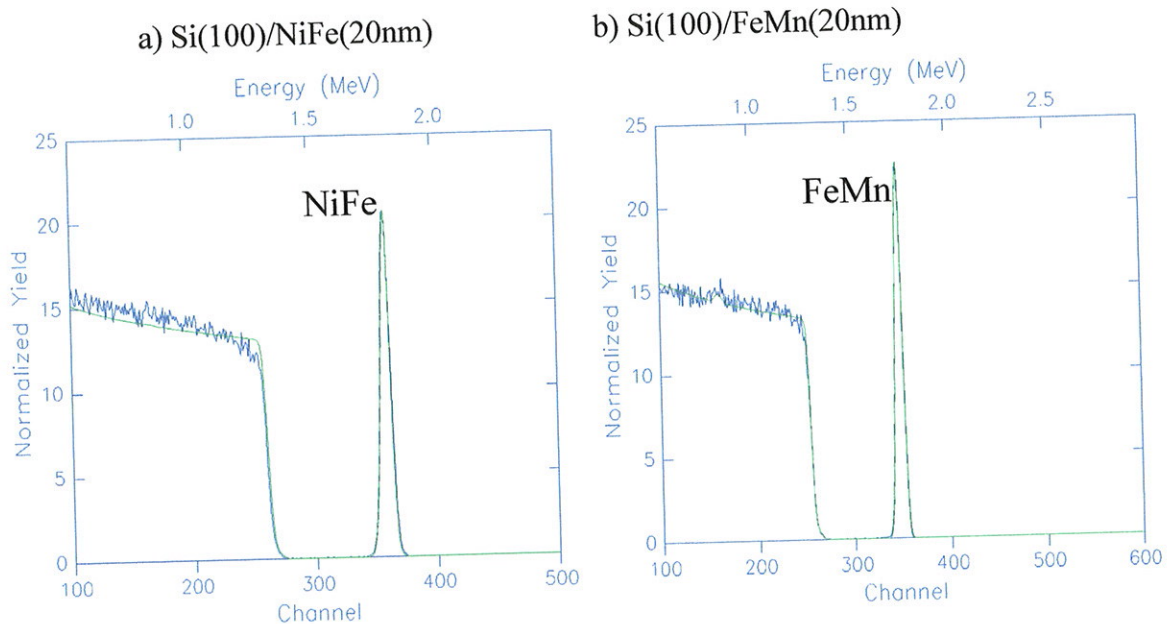 a) Si(100)/NiFe(20nm)
Energy (MeV)
1.0 1.5 2.0
25
20
15
10
5
0
Normalized Yield
NiFe
100 200 300 400 500
Channel
b) Si(100)/FeMn(20nm)
Energy (MeV)
1.0 1.5 2.0 2.5
25
20
15
10
5
0
Normalized Yield
FeMn
100 200 300 400 500 600
Channel